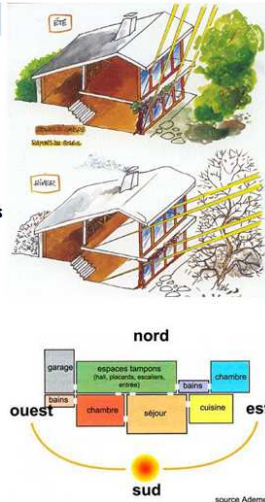 ÉTÉ
HIVER
s
nord
garage
espaces tampons
(hall, placards, escaliers,
entrée)
chambre
bains
bains
ouest
chambre
séjour
cuisine
est
sud
source Ademe